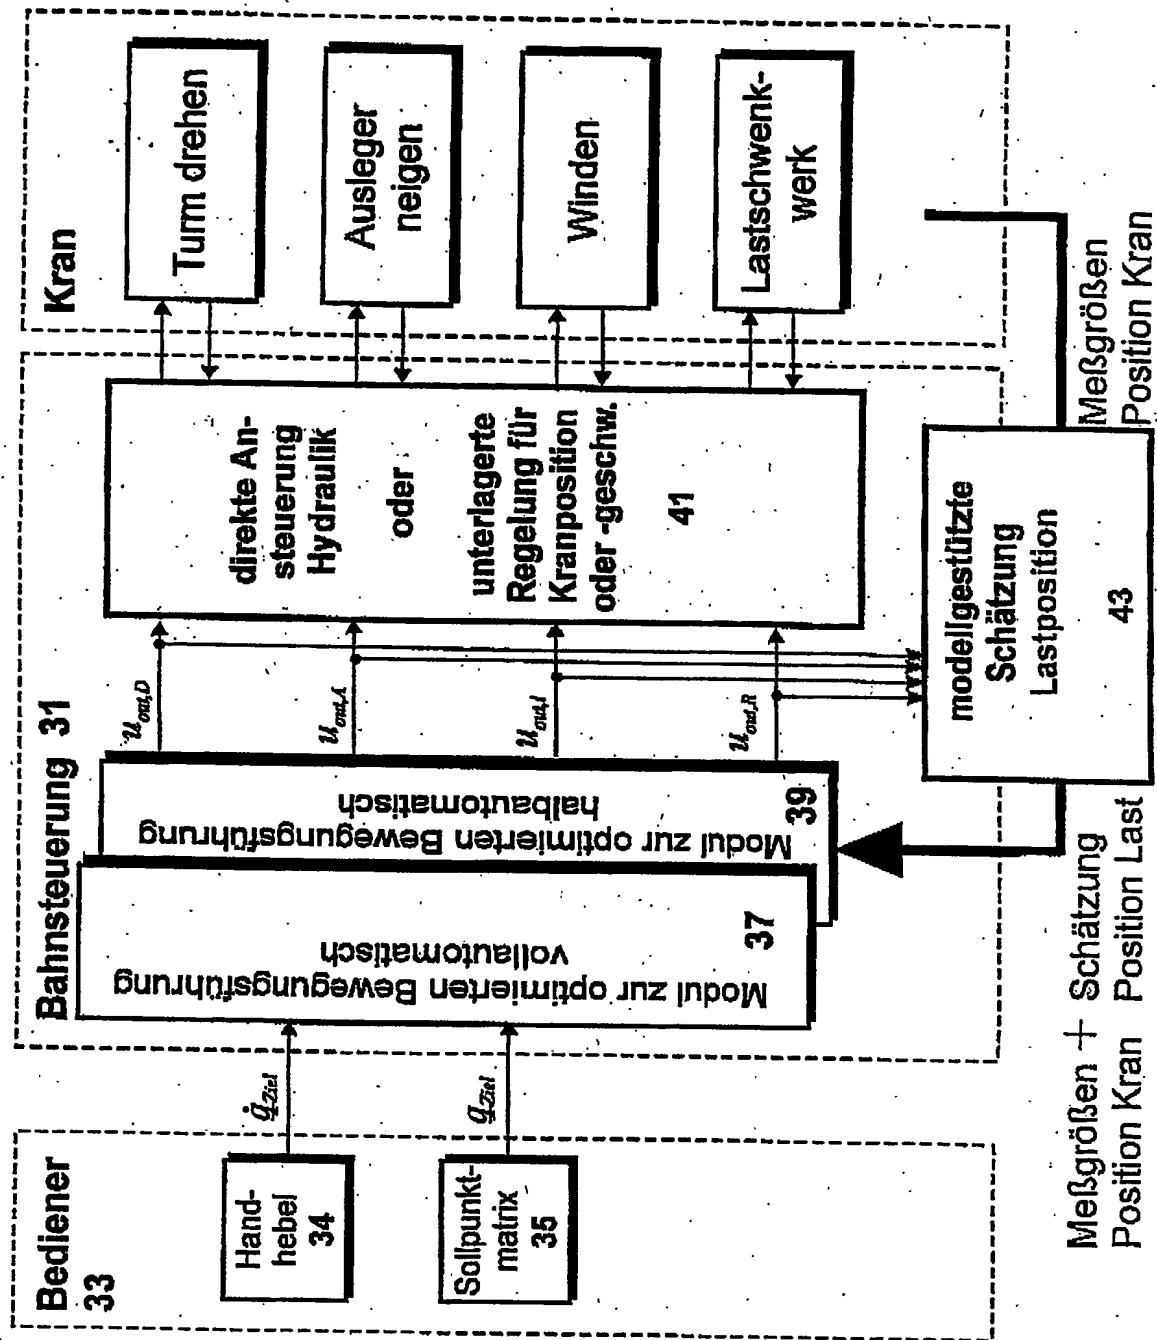 Bediener
33
Hand-
hebel
34
Sollpunkt-
matrix
35
q̇Ziel
qZiel
Bahnsteuerung 31
Modul zur optimierten Bewegungsführung
vollautomatisch
37
Modul zur optimierten Bewegungsführung
halbautomatisch
39
uout,D
uout,A
uout,l
uout,R
direkte An-
steuerung
Hydraulik
oder
unterlagerte
Regelung für
Kranposition
oder -geschw.
41
Kran
Turm drehen
Ausleger
neigen
Winden
Lastschwenk-
werk
modellgestützte
Schätzung
Lastposition
43
Meßgrößen + Schätzung
Position Kran Position Last
Meßgrößen
Position Kran